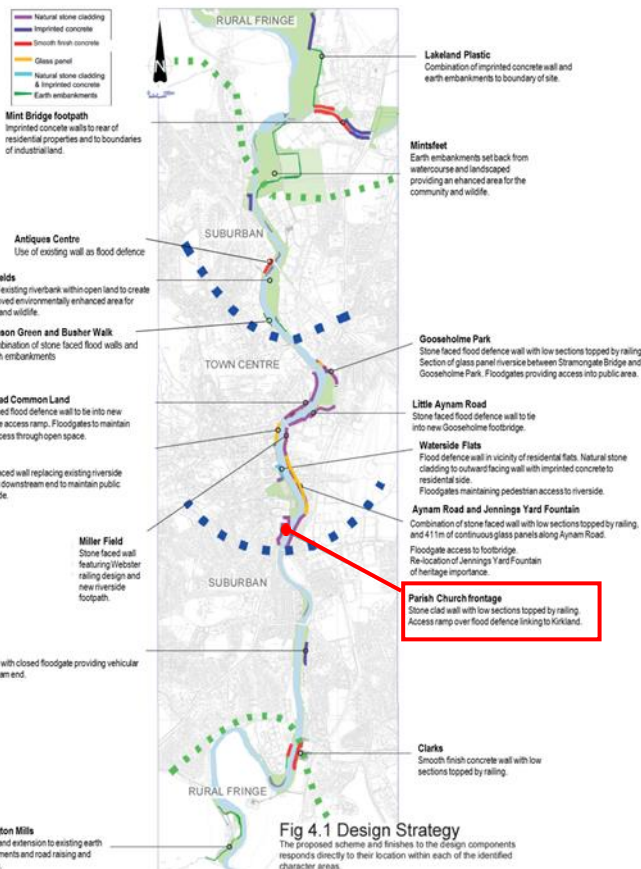 Natural stone cladding
Imprinted concrete
Smooth finish concrete
Glass panel
Natural stone cladding
& Imprinted concrete
Earth embankments
N
RURAL FRINGE
Lakeland Plastic
Combination of imprinted concrete wall and
earth embankments to boundary of site.
Mint Bridge footpath
Imprinted concete walls to rear of
residential properties and to boundaries
of industrial land.
Mintsfeet
Earth embankments set back from
watercourse and landscaped
providing an ehanced area for the
community and wildlife.
SUBURBAN
Antiques Centre
Use of existing wall as flood defence
elds
existing riverbank within open land to create
oved environmentally enhanced area for
and wildlife.
son Green and Busher Walk
mbination of stone faced flood walls and
h embankments
TOWN CENTRE
Gooseholme Park
Stone faced flood defence wall with low sections topped by railing
Section of glass panel riversice between Stramongate Bridge and
Gooseholme Park. Floodgates providing access into public area.
ed Common Land
ced flood defence wall to tie into new
e access ramp. Floodgates to maintain
ccess through open space.
Little Aynam Road
Stone faced flood defence wall to tie
into new Gooseholme footbridge.
Waterside Flats
Flood defence wall in vicinity of residental flats. Natural stone
cladding to outward facing wall with imprinted concrete to
residental side.
Floodgates maintaining pedestrian access to riverside.
aced wall replacing existing riverside
downstream end to maintain public
de.
Aynam Road and Jennings Yard Fountain
Combination of stone faced wall with low sections topped by railing,
and 411m of continuous glass panels along Aynam Road.
Floodgate access to footbridge.
Re-location of Jennings Yard Fountain
of heritage importance.
Miller Field
Stone faced wall
featuring Webster
railing design and
new riverside
footpath.
SUBURBAN
Parish Church frontage
Stone clad wall with low sections topped by railing.
Access ramp over flood defence linking to Kirkland.
with closed floodgate providing vehicular
am end.
Clarks
Smooth finish concrete wall with low
sections topped by railing.
RURAL FRINGE
ton Mills
and extension to existing earth
ments and road raising and
Fig 4.1 Design Strategy
The proposed scheme and finishes to the design components
responds directly to their location within each of the identified
character areas.